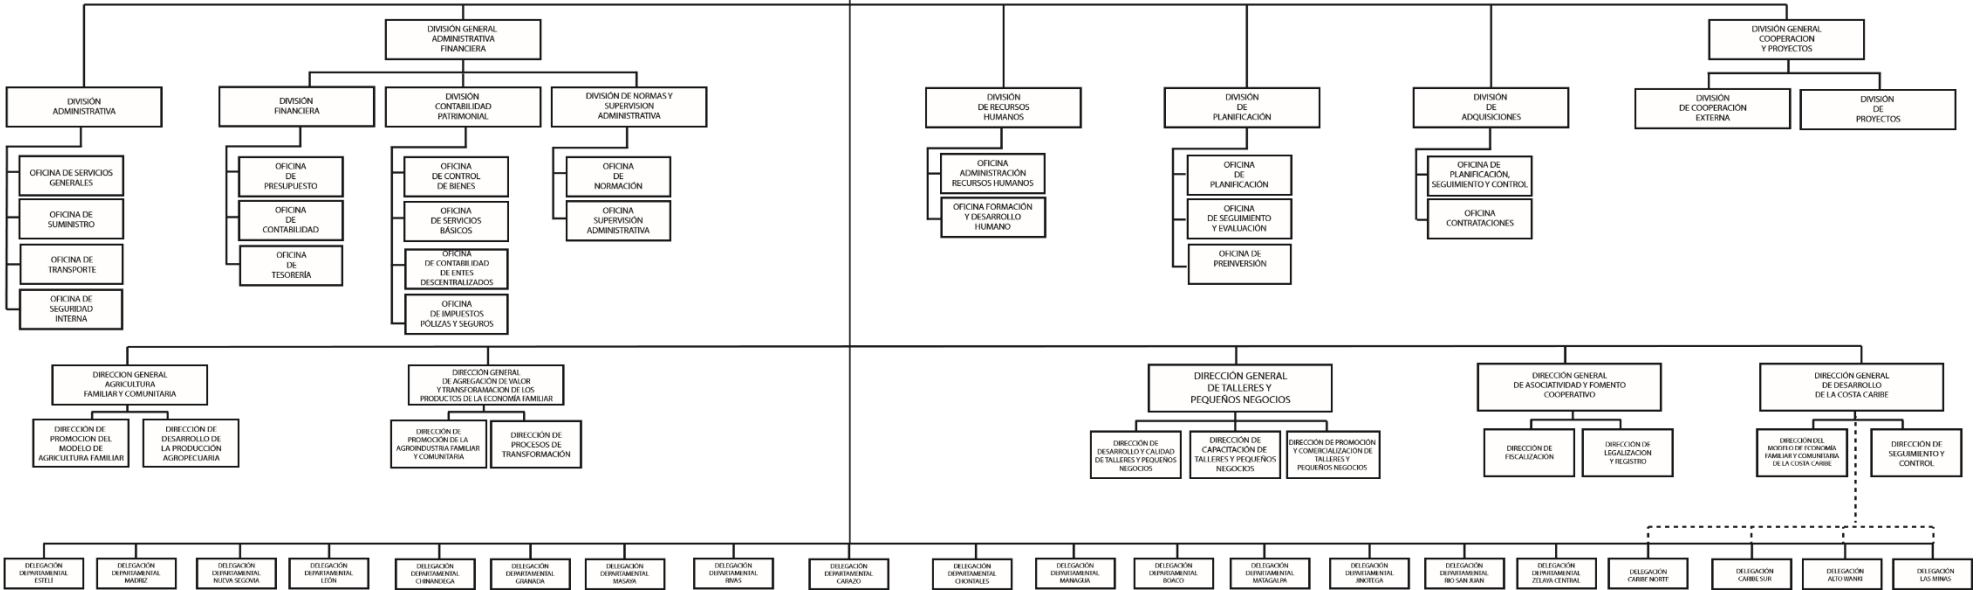 DIVISIÓN GENERAL
ADMINISTRATIVA
FINANCIERA
DIVISIÓN GENERAL
COOPERACION
Y PROYECTOS
DIVISIÓN
ADMINISTRATIVA
DIVISIÓN
FINANCIERA
DIVISIÓN
CONTABILIDAD
PATRIMONIAL
DIVISIÓN DE NORMAS Y
SUPERVISION
ADMINISTRATIVA
DIVISIÓN
DE RECURSOS
HUMANOS
DIVISIÓN
DE
PLANIFICACIÓN
DIVISIÓN
DE
ADQUISICIONES
DIVISIÓN
DE COOPERACIÓN
EXTERNA
DIVISIÓN
DE
PROYECTOS
OFICINA DE SERVICIOS
GENERALES
OFICINA DE
SUMINISTRO
OFICINA DE
TRANSPORTE
OFICINA DE
SEGURIDAD
INTERNA
OFICINA
DE
PRESUPUESTO
OFICINA
DE
CONTABILIDAD
OFICINA
DE
TESORERÍA
OFICINA
DE CONTROL
DE BIENES
OFICINA
DE SERVICIOS
BÁSICOS
OFICINA
DE CONTABILIDAD
DE ENTES
DESCENTRALIZADOS
OFICINA
DE IMPUESTOS
PÓLIZAS Y SEGUROS
OFICINA
DE
NORMACIÓN
OFICINA
SUPERVISIÓN
ADMINISTRATIVA
OFICINA
ADMINISTRACIÓN
RECURSOS HUMANOS
OFICINA FORMACIÓN
Y DESARROLLO
HUMANO
OFICINA
DE
PLANIFICACIÓN
OFICINA
DE SEGUIMIENTO
Y EVALUACIÓN
OFICINA DE
PREINVERSIÓN
OFICINA DE
PLANIFICACIÓN,
SEGUIMIENTO Y CONTROL
OFICINA
CONTRATACIONES
DIRECCION GENERAL
AGRICULTURA
FAMILIAR Y COMUNITARIA
DIRECCIÓN GENERAL
DE AGREGACIÓN DE VALOR
Y TRANSFORAMACION DE LOS
PRODUCTOS DE LA ECONOMÍA FAMILIAR
DIRECCIÓN GENERAL
DE TALLERES Y
PEQUEÑOS NEGOCIOS
DIRECCIÓN GENERAL
DE ASOCIATIVIDAD Y FOMENTO
COOPERATIVO
DIRECCIÓN GENERAL
DE DESARROLLO
DE LA COSTA CARIBE
DIRECCIÓN DE
PROMOCION DEL
MODELO DE
AGRICULTURA FAMILIAR
DIRECCIÓN DE
DESARROLLO DE
LA PRODUCCIÓN
AGROPECUARIA
DIRECCIÓN DE
PROMOCIÓN DE LA
AGROINDUSTRIA FAMILIAR
Y COMUNITARIA
DIRECCIÓN DE
PROCESOS DE
TRANSFORMACIÓN
DIRECCIÓN DE
DESARROLLO Y CALIDAD
DE TALLERES Y PEQUEÑOS
NEGOCIOS
DIRECCIÓN DE
CAPACITACIÓN DE
TALLERES Y PEQUEÑOS
NEGOCIOS
DIRECCIÓN DE PROMOCIÓN
Y COMERCIALIZACIÓN DE
TALLERES Y
PEQUEÑOS NEGOCIOS
DIRECCIÓN DE
FISCALIZACIÓN
DIRECCIÓN DE
LEGALIZACION
Y REGISTRO
DIRECCIÓN DEL
MODELO DE ECONOMÍA
FAMILIAR Y COMUNITARIA
DE LA COSTA CARIBE
DIRECCIÓN DE
SEGUIMIENTO Y
CONTROL
DELEGACIÓN
DEPARTAMENTAL
ESTELÍ
DELEGACIÓN
DEPARTAMENTAL
MADRIZ
DELEGACIÓN
DEPARTAMENTAL
NUEVA SEGOVIA
DELEGACIÓN
DEPARTAMENTAL
LEÓN
DELEGACIÓN
DEPARTAMENTAL
CHINANDEGA
DELEGACIÓN
DEPARTAMENTAL
GRANADA
DELEGACIÓN
DEPARTAMENTAL
MASAYA
DELEGACIÓN
DEPARTAMENTAL
RIVAS
DELEGACIÓN
DEPARTAMENTAL
CARAZO
DELEGACIÓN
DEPARTAMENTAL
CHONTALES
DELEGACIÓN
DEPARTAMENTAL
MANAGUA
DELEGACIÓN
DEPARTAMENTAL
BOACO
DELEGACIÓN
DEPARTAMENTAL
MATAGALPA
DELEGACIÓN
DEPARTAMENTAL
JINOTEGA
DELEGACIÓN
DEPARTAMENTAL
RIO SAN JUAN
DELEGACIÓN
DEPARTAMENTAL
ZELAYA CENTRAL
DELEGACIÓN
CARIBE NORTE
DELEGACIÓN
CARIBE SUR
DELEGACIÓN
ALTO WANKI
DELEGACIÓN
LAS MINAS